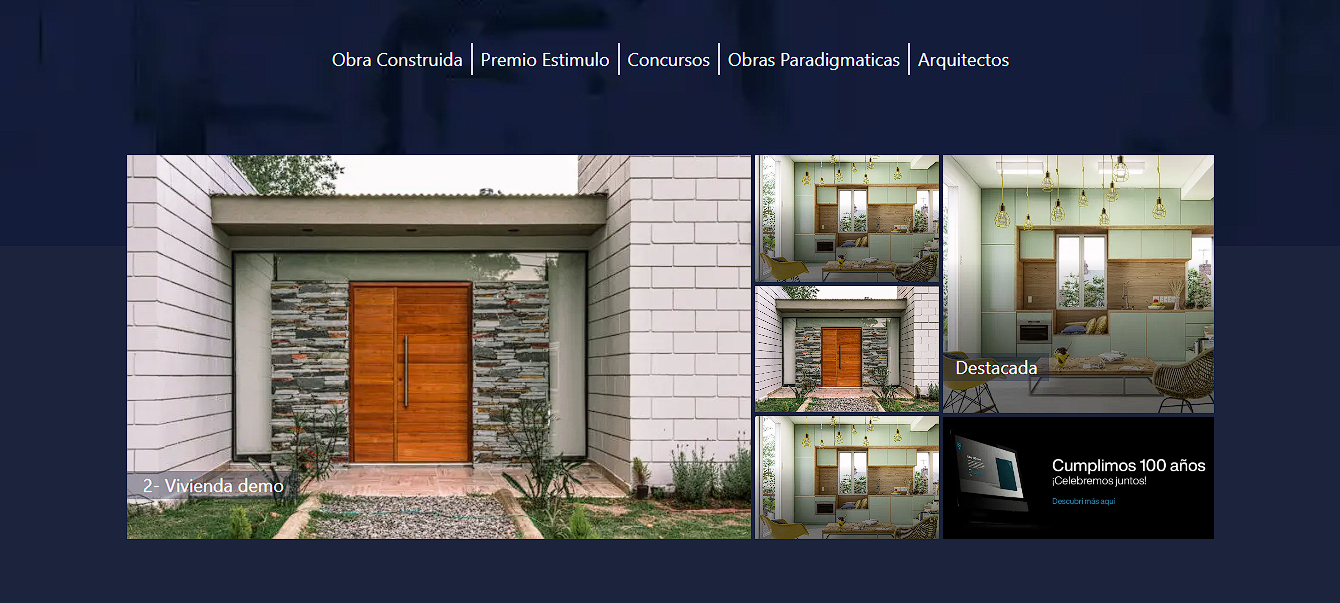 Obra Construida
Premio Estimulo
Concursos
Obras Paradigmaticas
Arquitectos
2- Vivienda demo
Destacada
Cumplimos 100 años
¡Celebremos juntos!
Descubrí más aquí